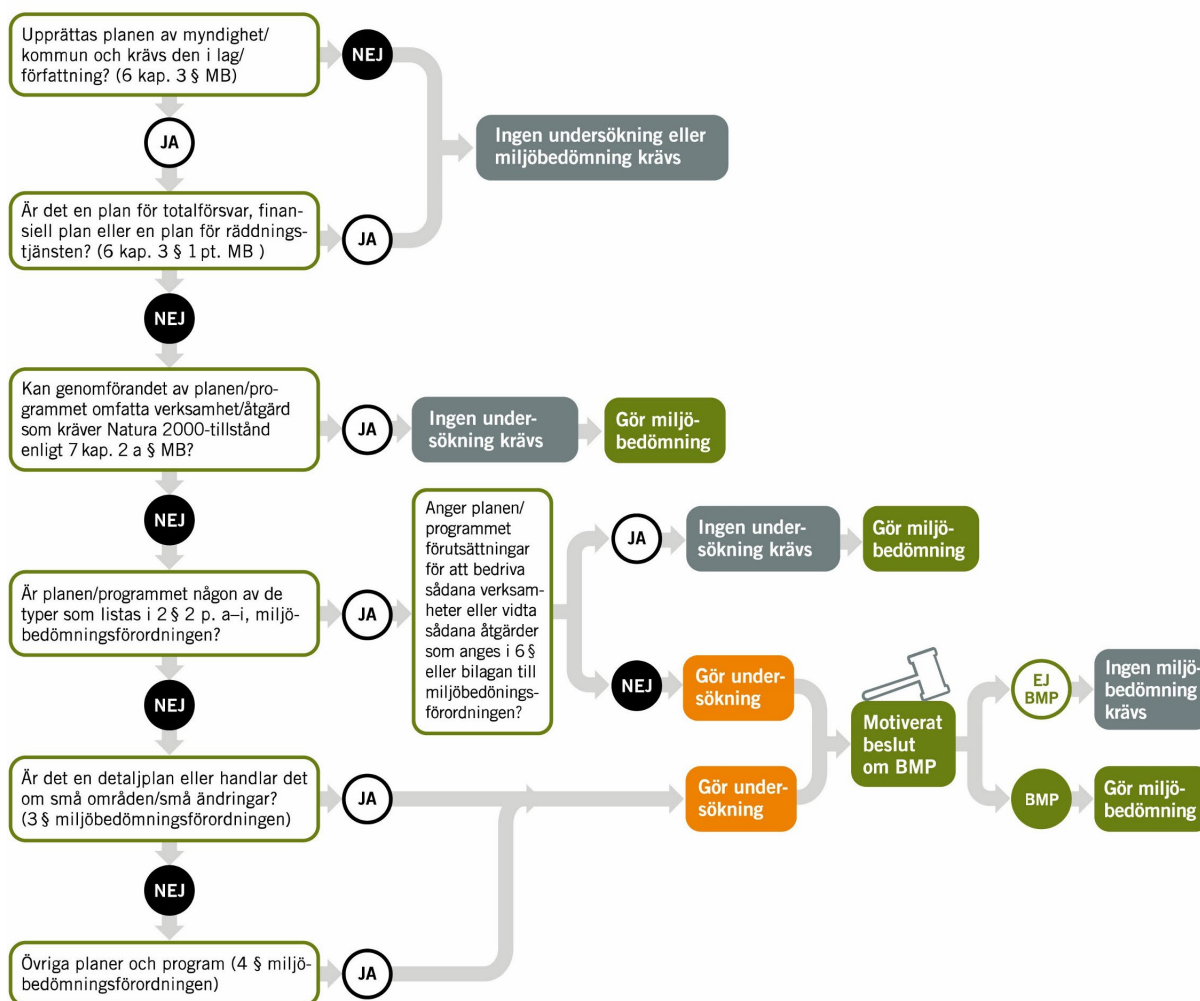 Upprättas planen av myndighet/
kommun och krävs den i lag/
författning? (6 kap. 3 § MB)
NEJ
JA
Ingen undersökning eller
miljöbedömning krävs
Är det en plan för totalförsvar, finan-
siell plan eller en plan för räddnings-
tjänsten? (6 kap. 3 § 1 pt. MB )
JA
NEJ
Kan genomförandet av planen/pro-
grammet omfatta verksamhet/åtgärd
som kräver Natura 2000-tillstånd
enligt 7 kap. 2 a § MB?
JA
Ingen under-
sökning krävs
Gör miljö-
bedömning
NEJ
Är planen/programmet någon av de
typer som listas i 2 § 2 p. a–i, miljö-
bedömningsförordningen?
JA
Anger planen/
programmet
förutsättningar
för att bedriva
sådana verksam-
heter eller vidta
sådana åtgärder
som anges i 6 §
eller bilagan till
miljöbedönings-
förordningen?
JA
Ingen under-
sökning krävs
Gör miljö-
bedömning
NEJ
Gör under-
sökning
NEJ
Är det en detaljplan eller handlar det
om små områden/små ändringar?
(3 § miljöbedömningsförordningen)
JA
Gör under-
sökning
Motiverat
beslut
om BMP
EJ
BMP
Ingen miljö-
bedömning
krävs
BMP
Gör miljö-
bedömning
NEJ
Övriga planer och program (4 § miljö-
bedömningsförordningen)
JA